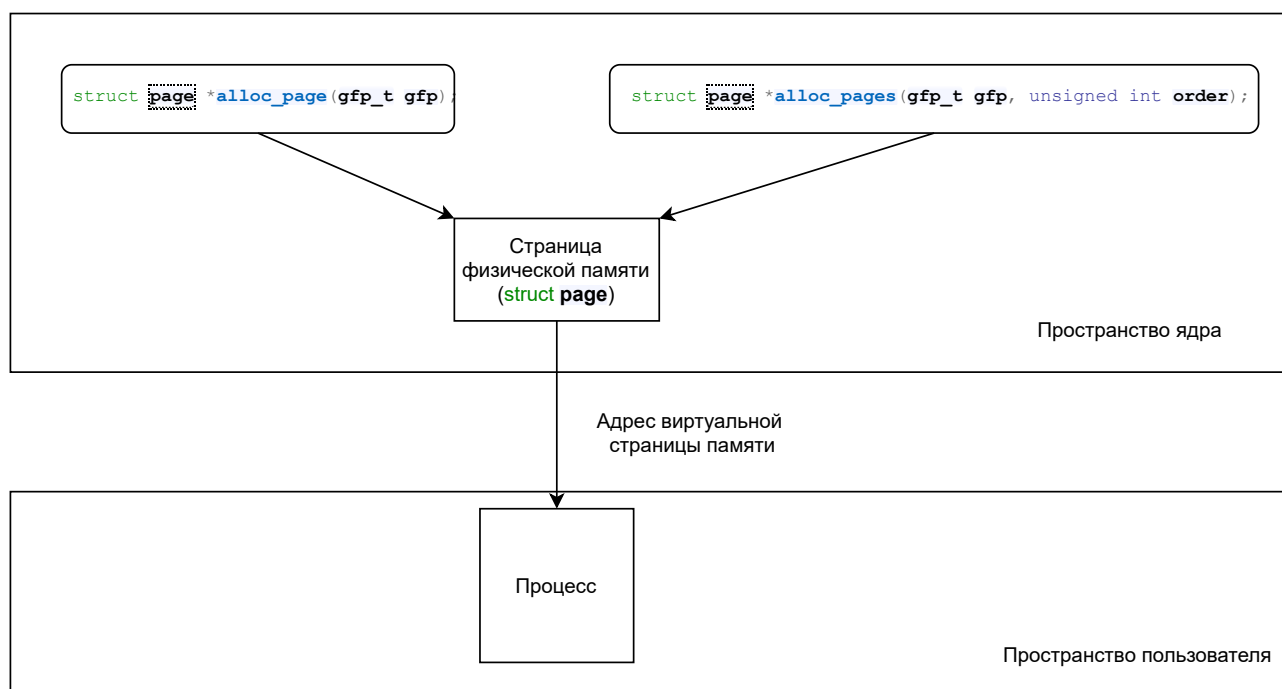 struct page *alloc_page(gfp_t gfp);
struct page *alloc_pages(gfp_t gfp, unsigned int order);
Страница
физической памяти
(struct page)
Пространство ядра
Адрес виртуальной
страницы памяти
Процесс
Пространство пользователя